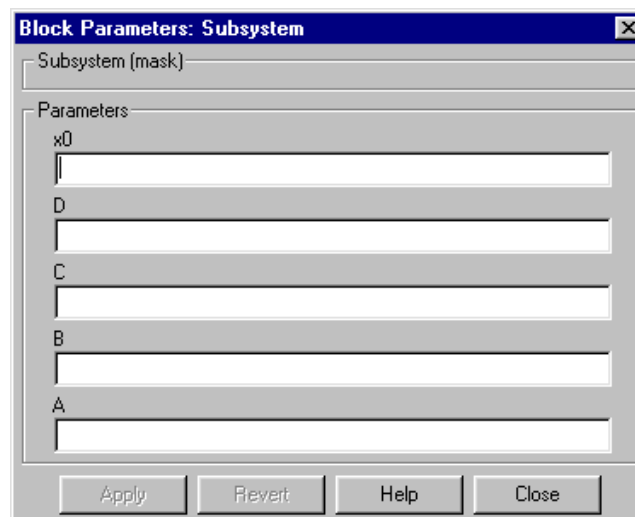 Block Parameters: Subsystem
Subsystem (mask)
Parameters
x0
D
C
B
A
Apply Revert Help Close